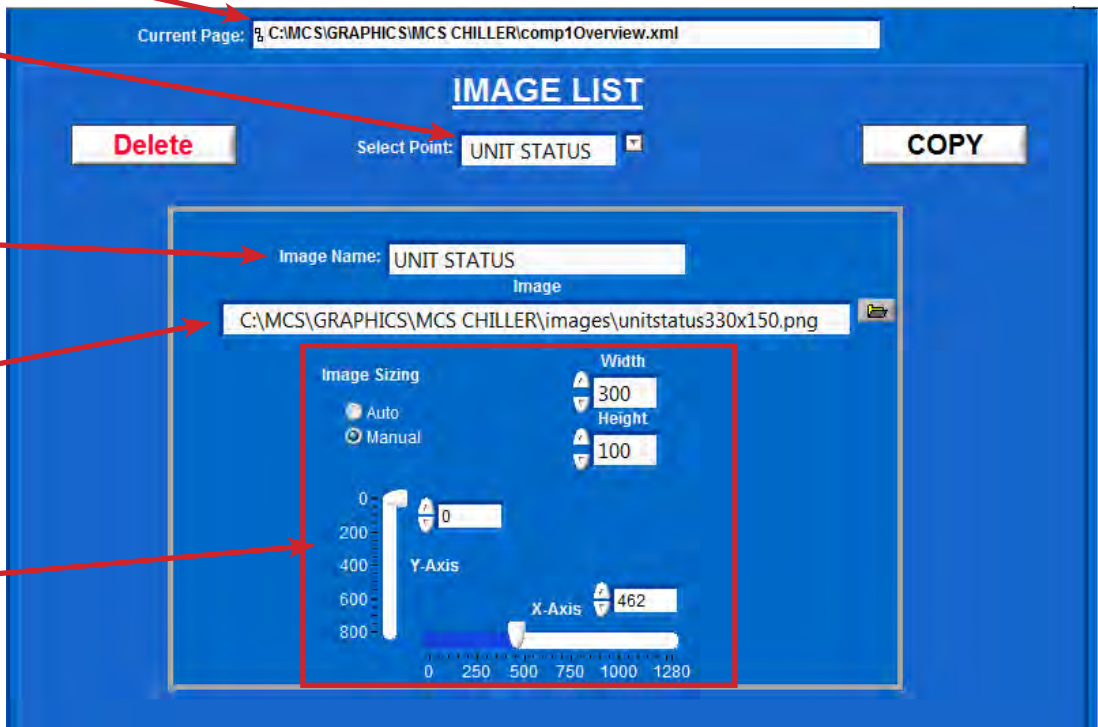 Current Page: C:\MCS\GRAPHICS\MCS CHILLER\comp1Overview.xml
IMAGE LIST
Delete
Select Point: UNIT STATUS
COPY
Image Name: UNIT STATUS
Image
C:\MCS\GRAPHICS\MCS CHILLER\images\unitstatus330x150.png
Image Sizing
Width
Auto
300
Manual
Height
100
0
0
200
400
Y-Axis
600
X-Axis 462
800
0 250 500 750 1000 1280